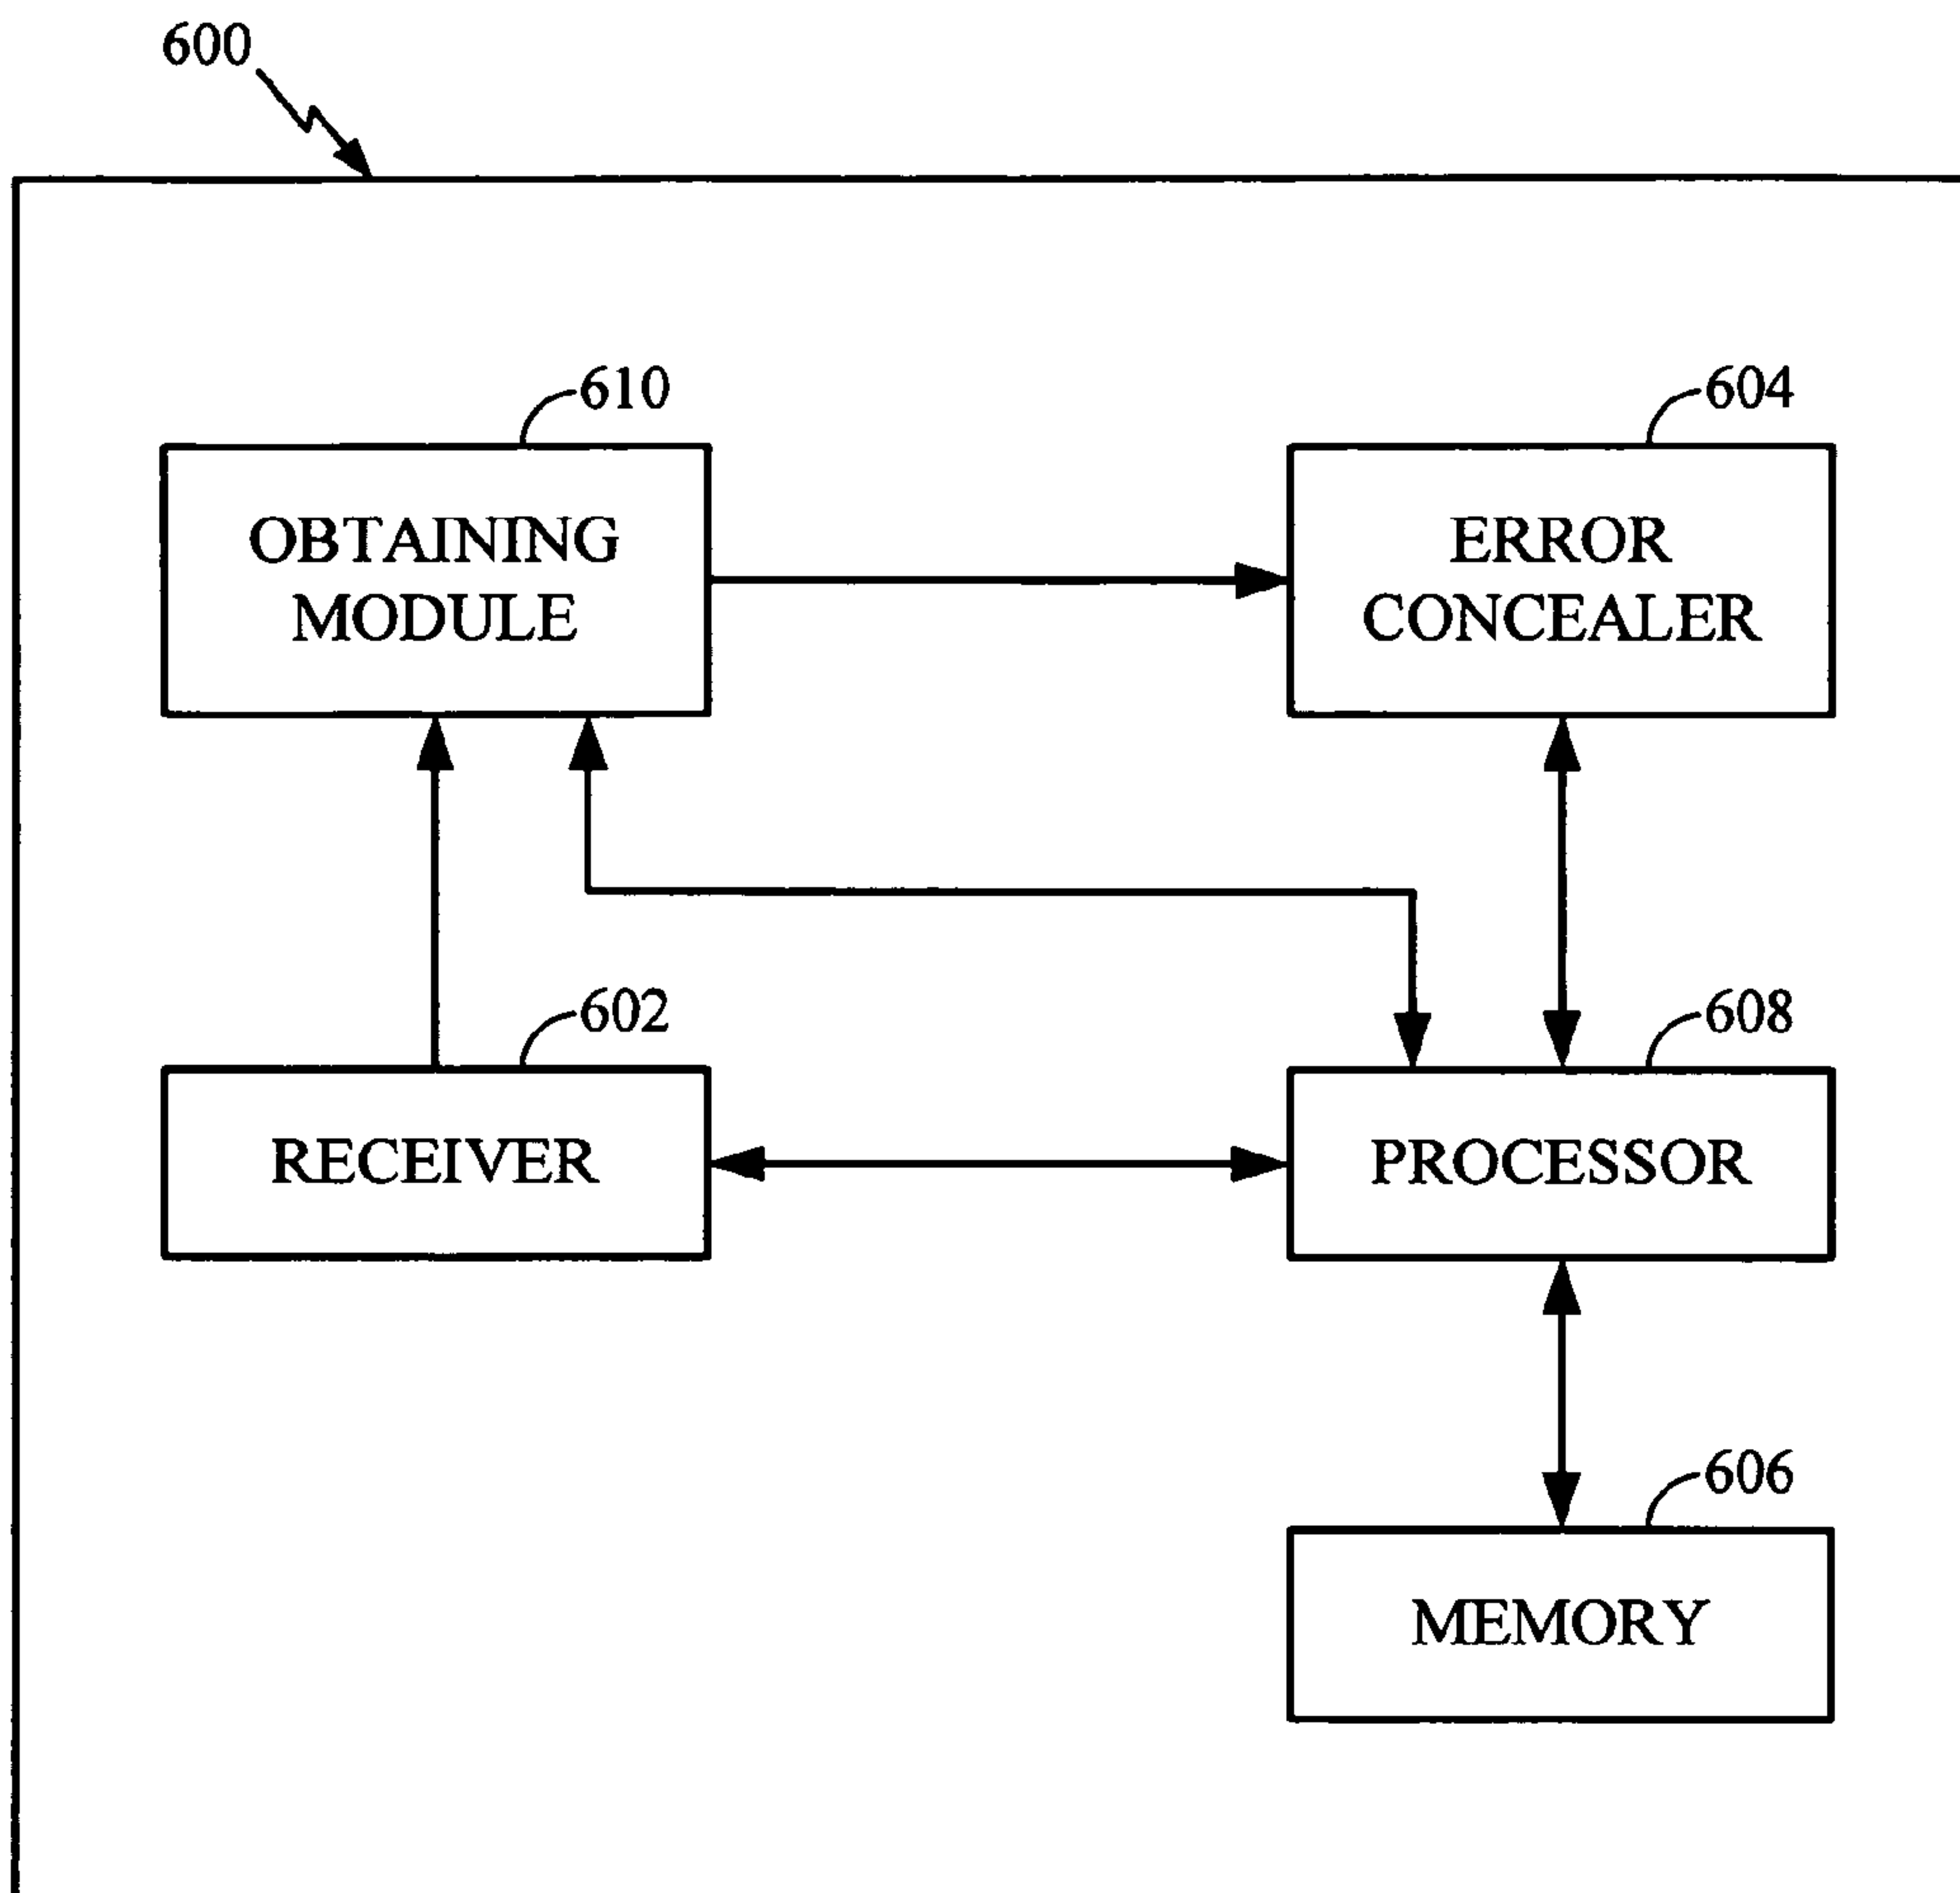 600
610
604
OBTAINING
MODULE
ERROR
CONCEALER
602
608
RECEIVER
PROCESSOR
606
MEMORY